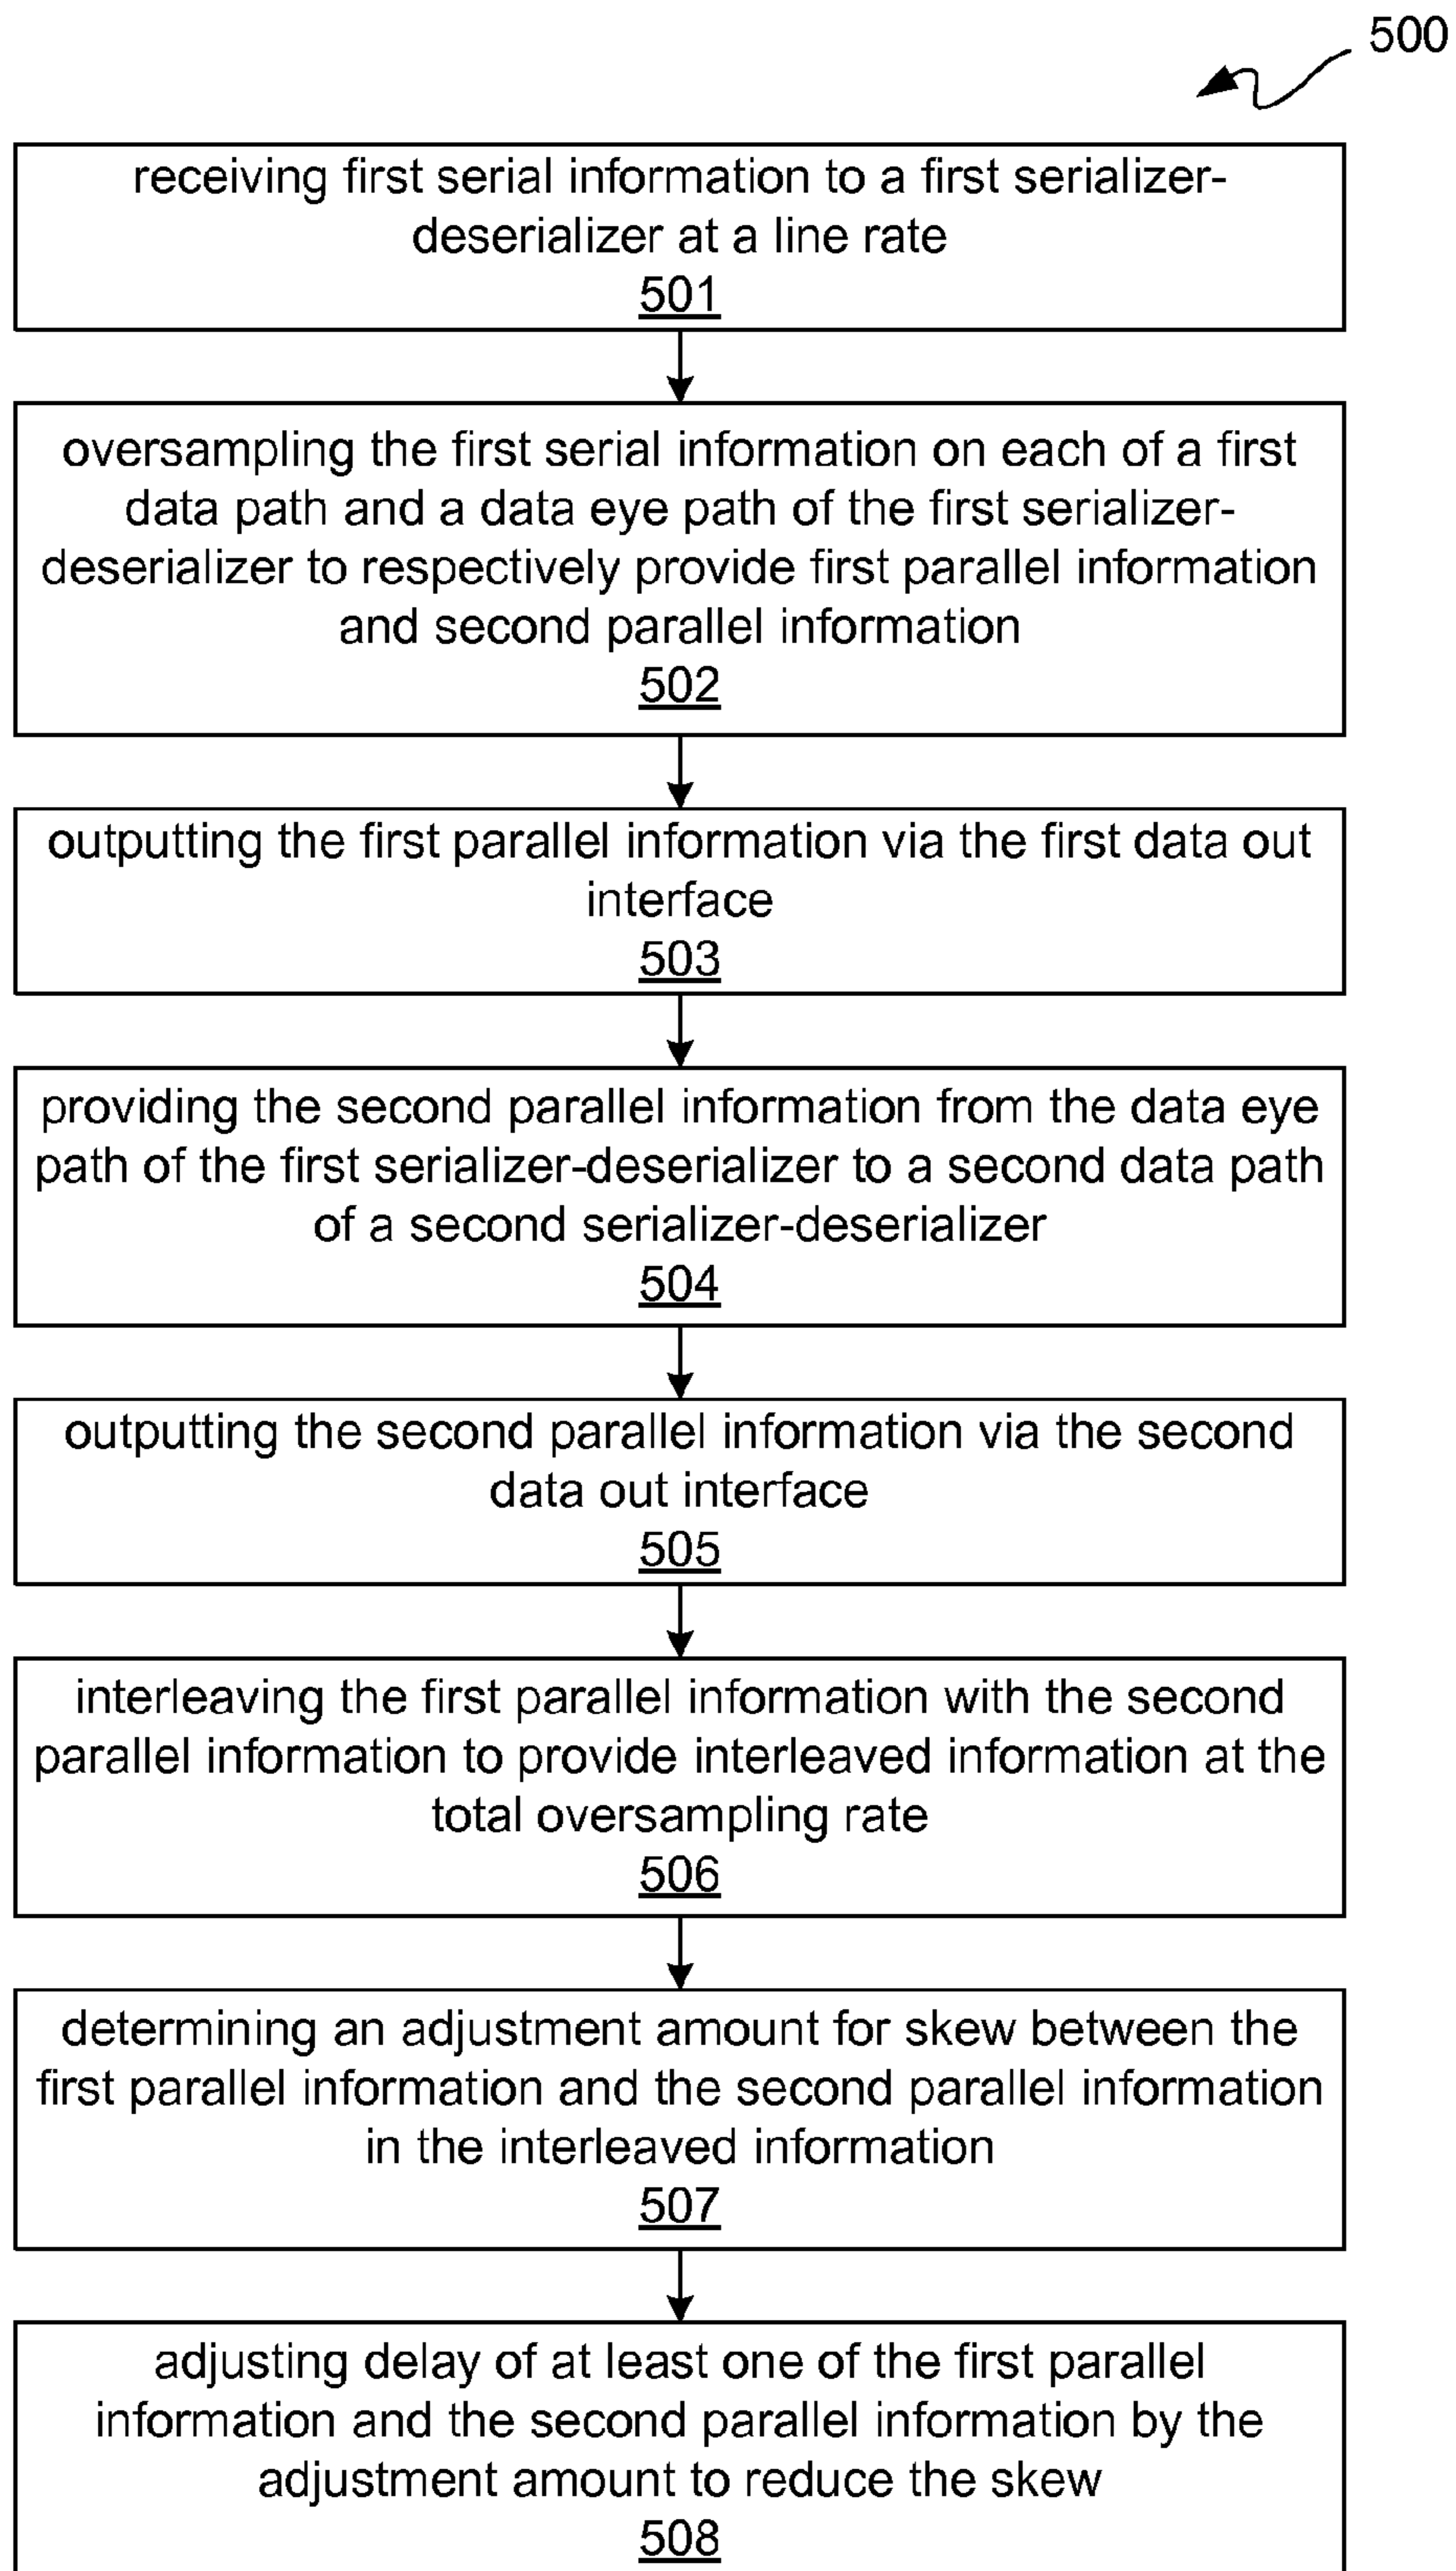 500
receiving first serial information to a first serializer-
deserializer at a line rate
501
oversampling the first serial information on each of a first
data path and a data eye path of the first serializer-
deserializer to respectively provide first parallel information
and second parallel information
502
outputting the first parallel information via the first data out
interface
503
providing the second parallel information from the data eye
path of the first serializer-deserializer to a second data path
of a second serializer-deserializer
504
outputting the second parallel information via the second
data out interface
505
interleaving the first parallel information with the second
parallel information to provide interleaved information at the
total oversampling rate
506
determining an adjustment amount for skew between the
first parallel information and the second parallel information
in the interleaved information
507
adjusting delay of at least one of the first parallel
information and the second parallel information by the
adjustment amount to reduce the skew
508